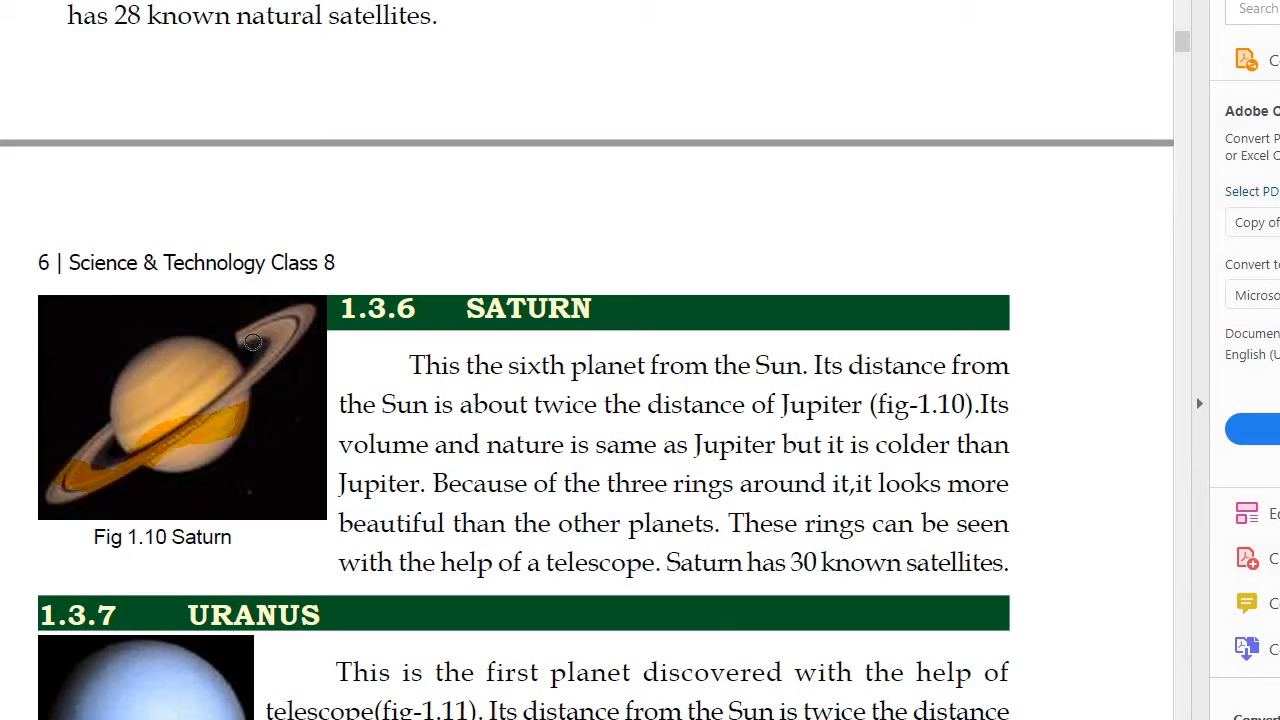 has 28 known natural satellites.
6 | Science & Technology Class 8
1.3.6 SATURN
This the sixth planet from the Sun. Its distance from
the Sun is about twice the distance of Jupiter (fig-1.10).Its
volume and nature is same as Jupiter but it is colder than
Jupiter. Because of the three rings around it,it looks more
beautiful than the other planets. These rings can be seen
with the help of a telescope. Saturn has 30 known satellites.
Fig 1.10 Saturn
1.3.7 URANUS
This is the first planet discovered with the help of
telescope(fig-1.11). Its distance from the Sun is twice the distance
Search
Adobe
Convert
or Excel
Select PD
Copy of
Convert
Microso
Documen
English (U